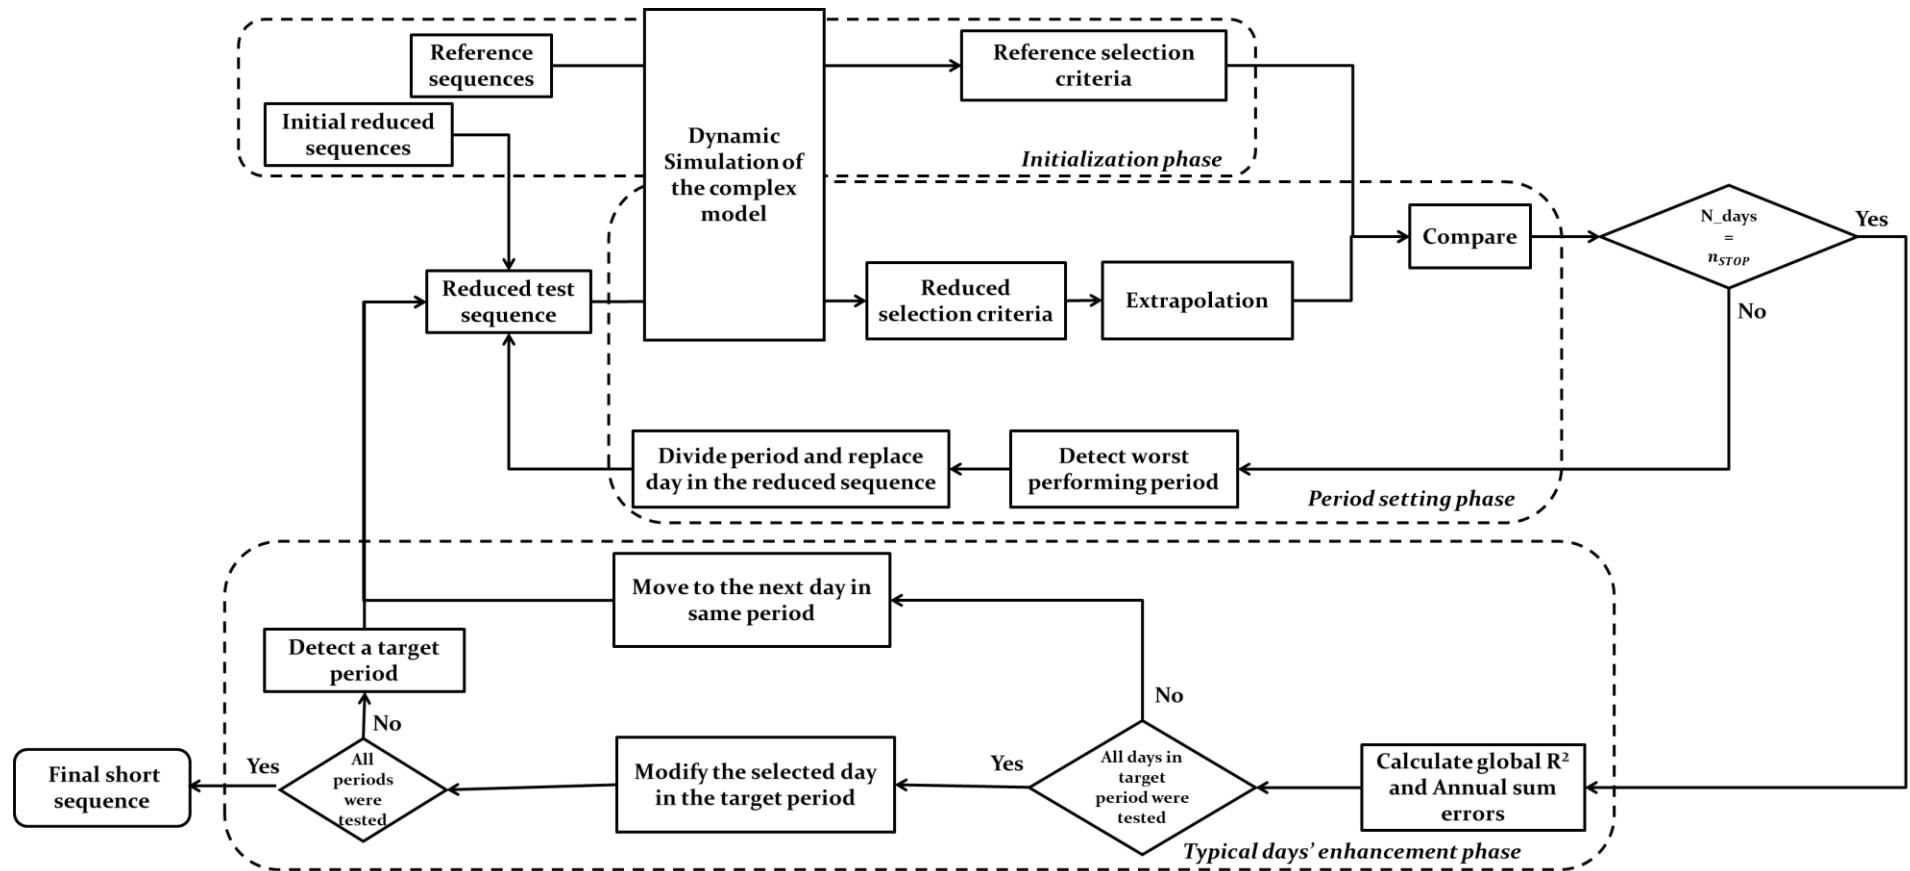 Reference
sequences
Reference selection
criteria
Initial reduced
sequences
Dynamic
Simulation of
the complex
model
Initialization phase
N_days
=
n_STOP
Yes
No
Compare
Reduced test
sequence
Reduced
selection criteria
Extrapolation
Divide period and replace
day in the reduced sequence
Detect worst
performing period
Period setting phase
Move to the next day in
same period
Detect a target
period
No
No
Final short
sequence
Yes
All
periods
were
tested
Modify the selected day
in the target period
Yes
All days in
target
period were
tested
Calculate global R²
and Annual sum
errors
Typical days’ enhancement phase